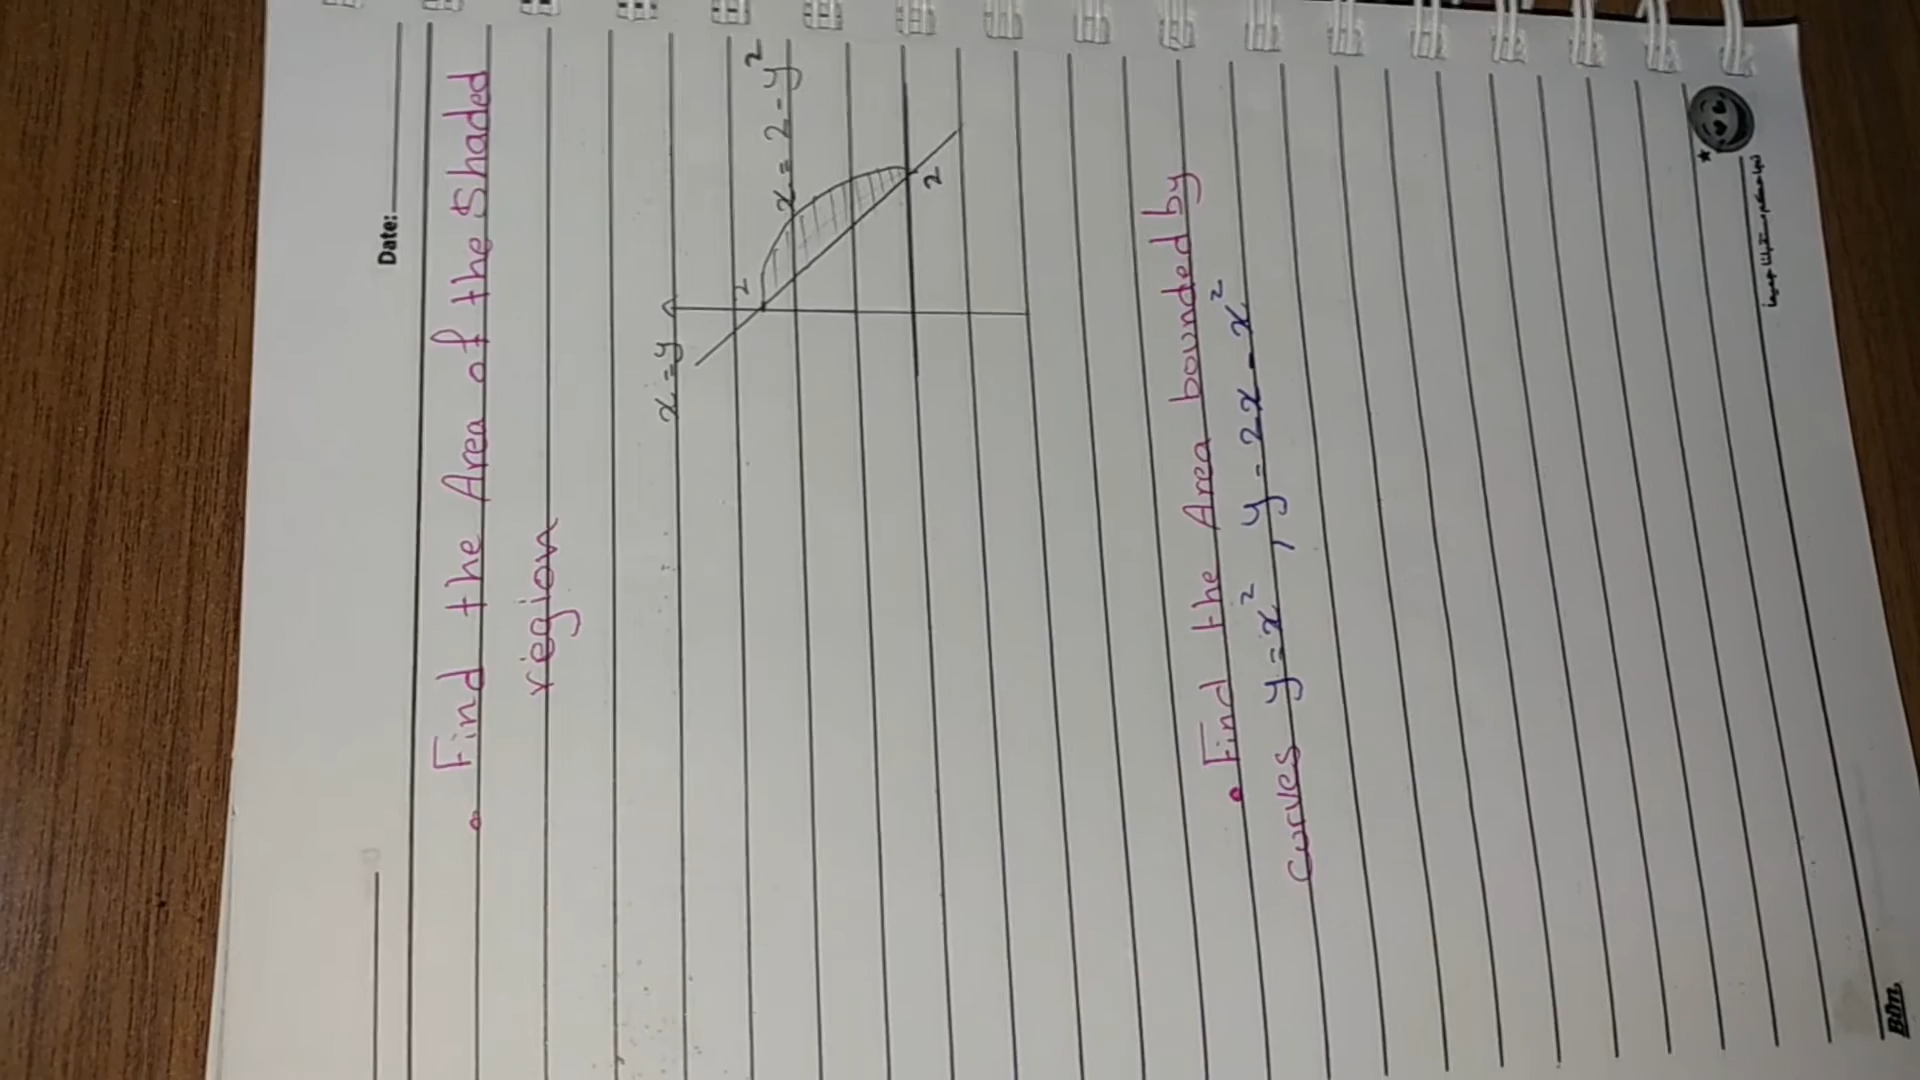 Date:
• Find the Area of the Shaded
region
x = y
2
x = 2 - y²
2
2
• Find the Area bounded by
curves y = x² , y = 2x - x²